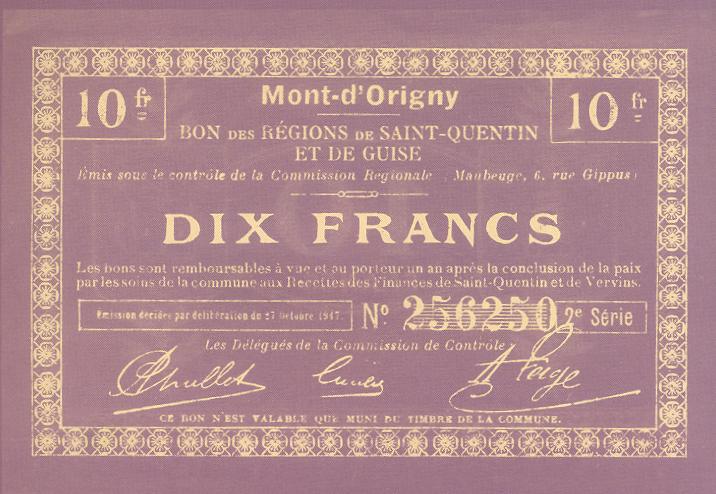 10 fr
Mont-d'Origny
10 fr
BON DES RÉGIONS DE SAINT-QUENTIN
ET DE GUISE
Émis sous le contrôle de la Commission Regionale (Maubeuge, 6, rue Gippus)
DIX FRANCS
Les bons sont remboursables à vue et au porteur un an après la conclusion de la paix
par les soins de la commune aux Recettes des Finances de Saint-Quentin et de Vervins.
Emission décidée par délibération du 27 Octobre 1917.
No 256250
2e Série
Les Délégués de la Commission de Contrôle
CE BON N'EST VALABLE QUE MUNI DU TIMBRE DE LA COMMUNE.